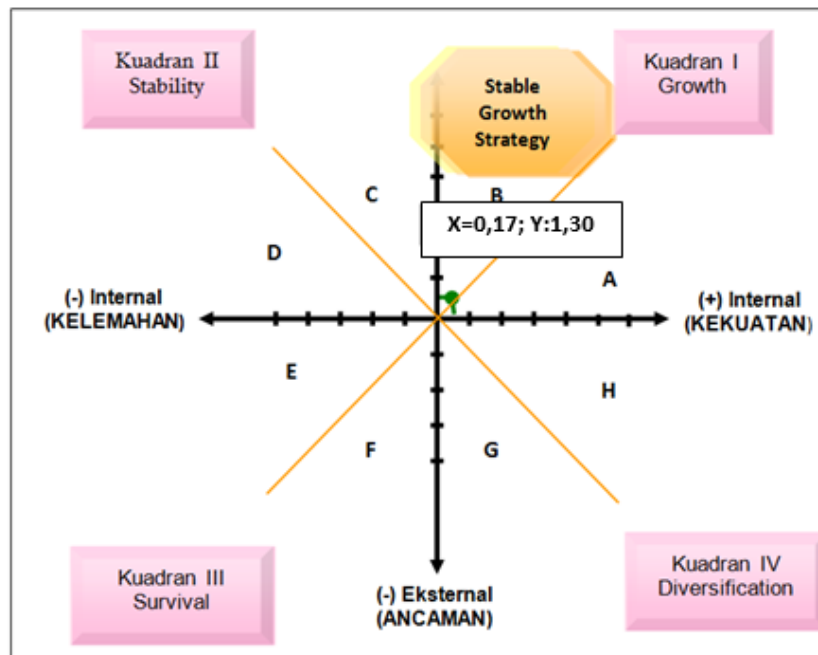 Kuadran II
Stability
Stable
Growth
Strategy
Kuadran I
Growth
C
B
X=0,17; Y:1,30
D
A
(-) Internal
(KELEMAHAN)
(+) Internal
(KEKUATAN)
E
H
F
G
Kuadran III
Survival
(-) Eksternal
(ANCAMAN)
Kuadran IV
Diversification